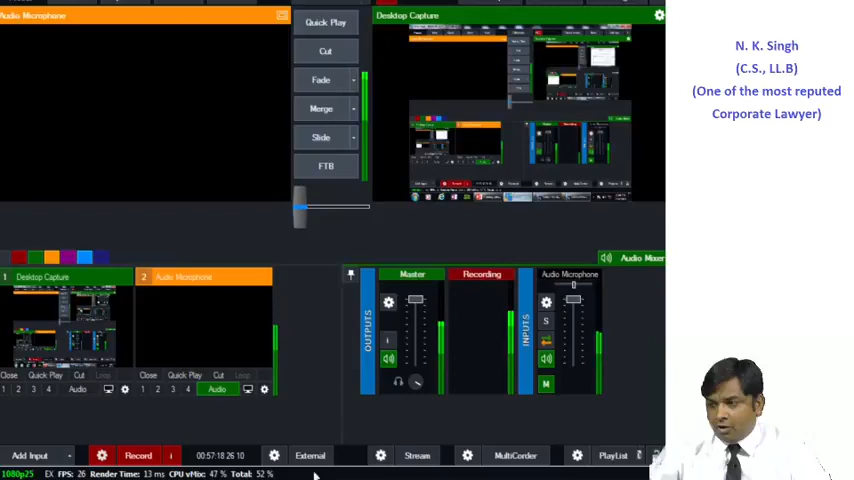 Audio Microphone
Quick Play
Cut
Fade
Merge
Slide
FTB
Desktop Capture
N. K. Singh
(C.S., LL.B)
(One of the most reputed
Corporate Lawyer)
1 Desktop Capture
2 Audio Microphone
Close Quick Play Cut Loop
1 2 3 4 Audio
Close Quick Play Cut Loop
1 2 3 4 Audio
Audio Mixer
Master
Recording
Audio Microphone
OUTPUTS
INPUTS
S
M
Add Input
Record
i
00:57:18 26 10
External
Stream
MultiCorder
PlayList
1080p25 EX FPS: 26 Render Time: 13 ms CPU vMix: 47 % Total: 52 %